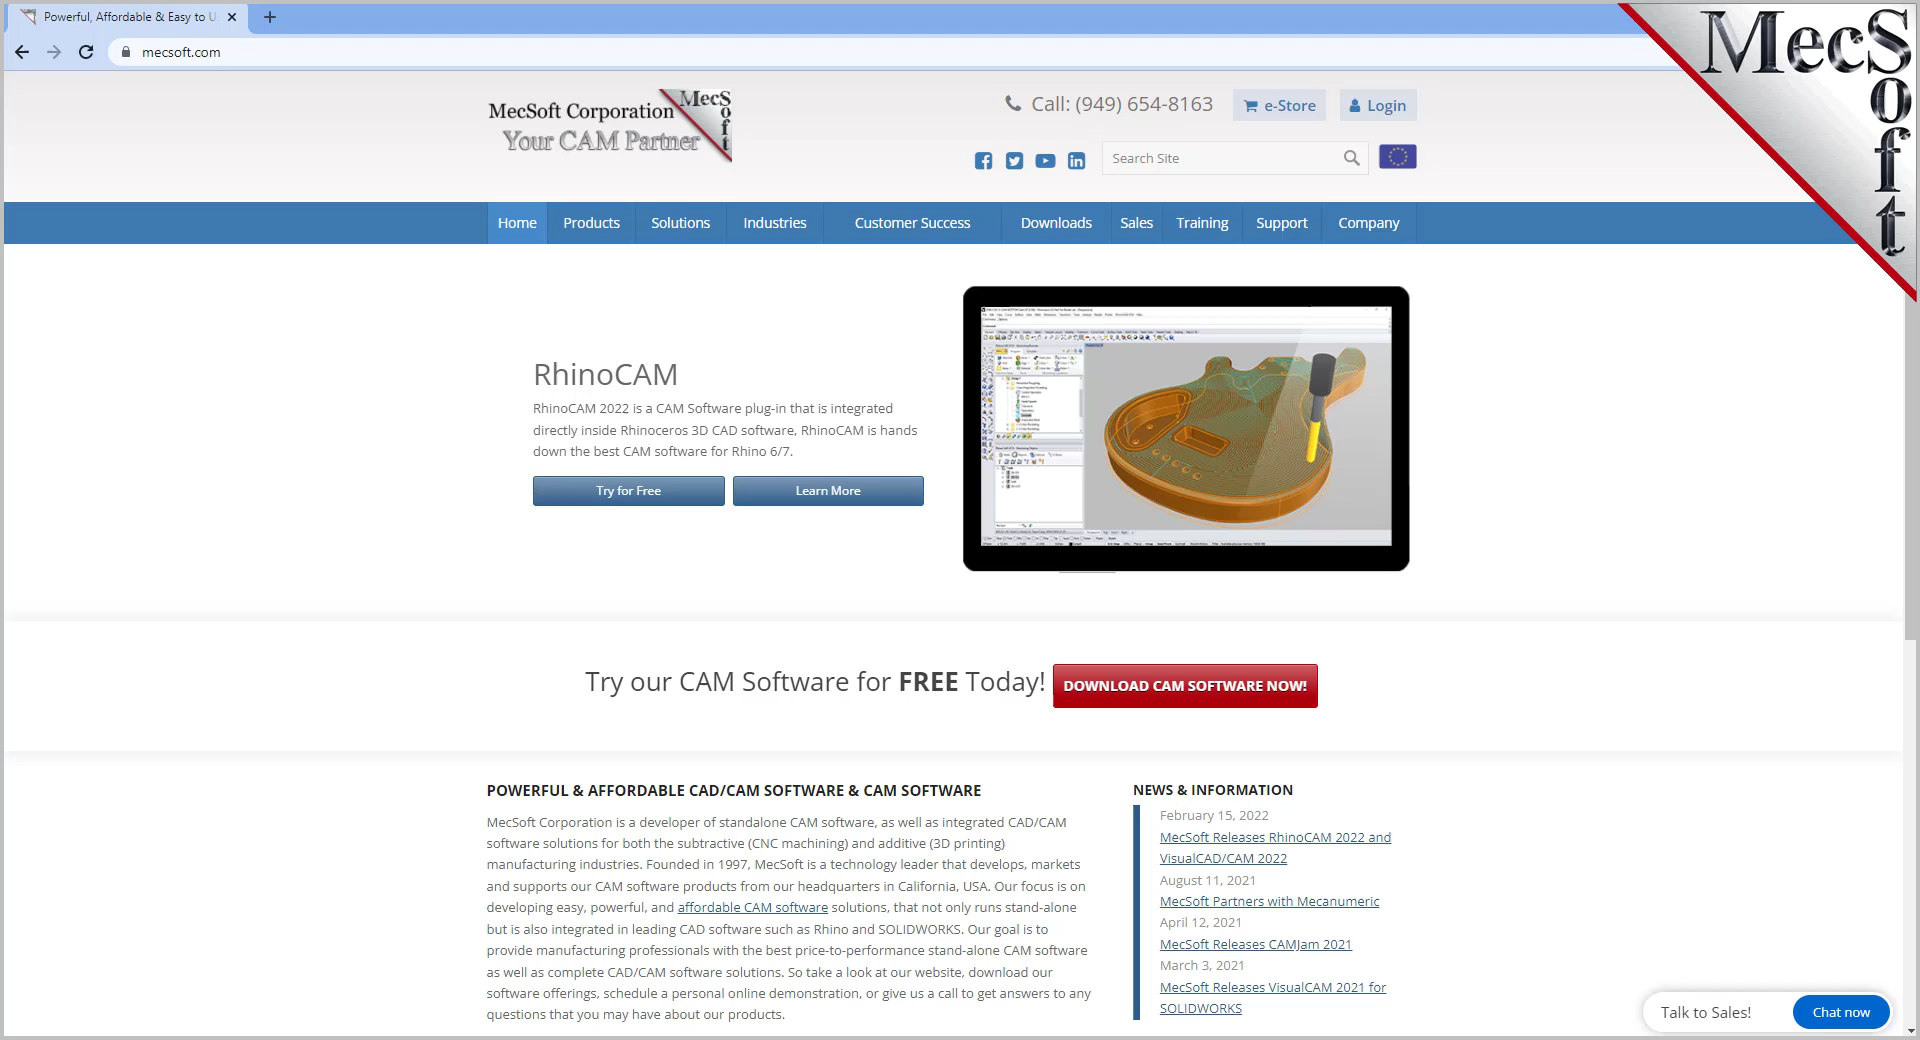 Powerful, Affordable & Easy to U
mecsoft.com
MecSoft
MecSoft Corporation
Your CAM Partner
MecSoft
Call: (949) 654-8163
e-Store
Login
Search Site
Home
Products
Solutions
Industries
Customer Success
Downloads
Sales
Training
Support
Company
RhinoCAM
RhinoCAM 2022 is a CAM Software plug-in that is integrated
directly inside Rhinoceros 3D CAD software, RhinoCAM is hands
down the best CAM software for Rhino 6/7.
Try for Free
Learn More
Try our CAM Software for FREE Today!
DOWNLOAD CAM SOFTWARE NOW!
POWERFUL & AFFORDABLE CAD/CAM SOFTWARE & CAM SOFTWARE
MecSoft Corporation is a developer of standalone CAM software, as well as integrated CAD/CAM
software solutions for both the subtractive (CNC machining) and additive (3D printing)
manufacturing industries. Founded in 1997, MecSoft is a technology leader that develops, markets
and supports our CAM software products from our headquarters in California, USA. Our focus is on
developing easy, powerful, and affordable CAM software solutions, that not only runs stand-alone
but is also integrated in leading CAD software such as Rhino and SOLIDWORKS. Our goal is to
provide manufacturing professionals with the best price-to-performance stand-alone CAM software
as well as complete CAD/CAM software solutions. So take a look at our website, download our
software offerings, schedule a personal online demonstration, or give us a call to get answers to any
questions that you may have about our products.
NEWS & INFORMATION
February 15, 2022
MecSoft Releases RhinoCAM 2022 and
VisualCAD/CAM 2022
August 11, 2021
MecSoft Partners with Mecanumeric
April 12, 2021
MecSoft Releases CAMJam 2021
March 3, 2021
MecSoft Releases VisualCAM 2021 for
SOLIDWORKS
Talk to Sales!
Chat now